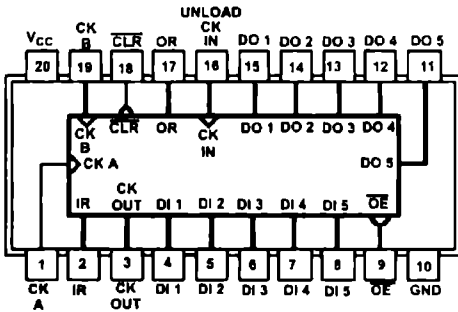 UNLOAD
VCC CK B CLR OR CK IN DO 1 DO 2 DO 3 DO 4 DO 5
20 19 18 17 16 15 14 13 12 11
CK B CLR OR CK IN DO 1 DO 2 DO 3 DO 4
CK A DO 5
IR CK OUT DI 1 DI 2 DI 3 DI 4 DI 5 OE
1 2 3 4 5 6 7 8 9 10
CK A IR CK OUT DI 1 DI 2 DI 3 DI 4 DI 5 OE GND